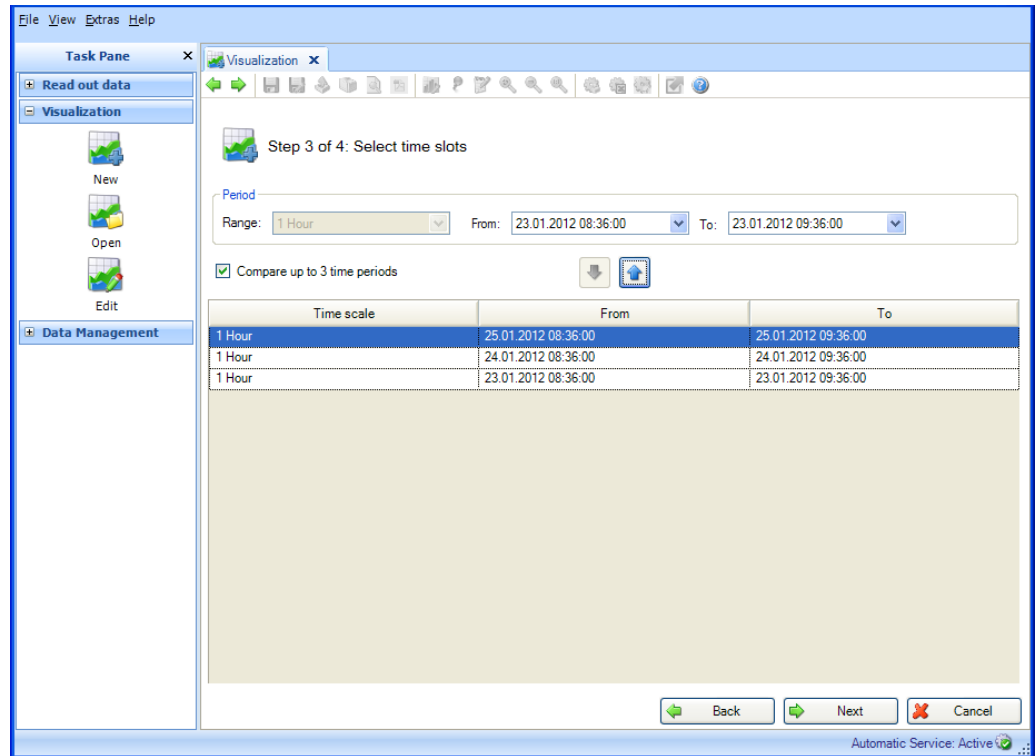 File View Extras Help
Task Pane
Read out data
Visualization
New
Open
Edit
Data Management
Visualization
Step 3 of 4: Select time slots
Period
Range: 1 Hour From: 23.01.2012 08:36:00 To: 23.01.2012 09:36:00
Compare up to 3 time periods
Time scale From To
1 Hour 25.01.2012 08:36:00 25.01.2012 09:36:00
1 Hour 24.01.2012 08:36:00 24.01.2012 09:36:00
1 Hour 23.01.2012 08:36:00 23.01.2012 09:36:00
Back Next Cancel
Automatic Service: Active